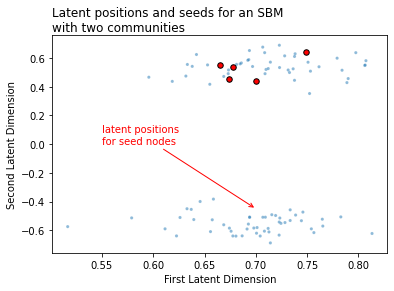 Latent positions and seeds for an SBM
with two communities
Second Latent Dimension
0.6
0.4
0.2
0.0
−0.2
−0.4
−0.6
latent positions
for seed nodes
0.55
0.60
0.65
0.70
0.75
0.80
First Latent Dimension